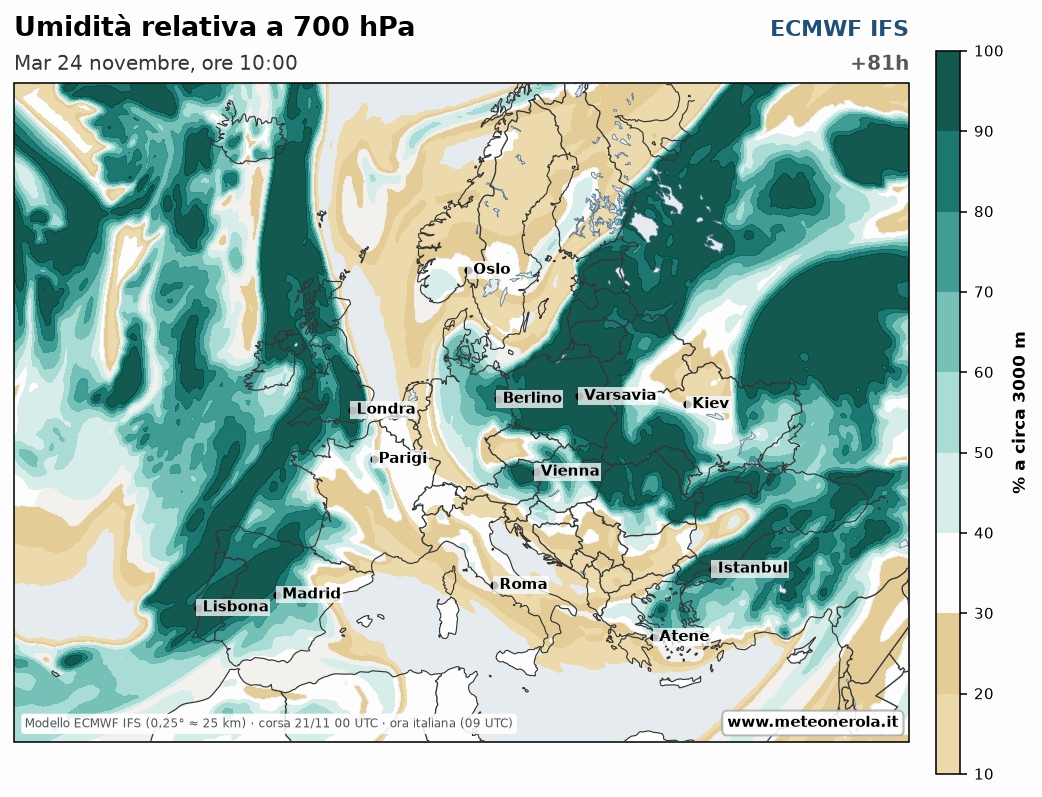 Umidità relativa a 700 hPa
ECMWF IFS
Mar 24 novembre, ore 10:00
+81h
100
90
80
70
60
50
40
30
20
10
% a circa 3000 m
Oslo
Berlino
Varsavia
Kiev
Londra
Parigi
Vienna
Istanbul
Roma
Madrid
Lisbona
Atene
Modello ECMWF IFS (0,25° ≈ 25 km) · corsa 21/11 00 UTC · ora italiana (09 UTC)
www.meteonerola.it